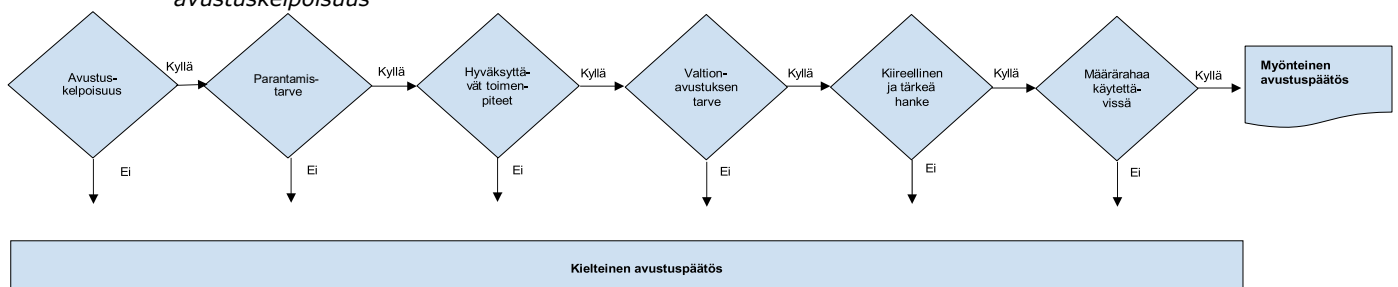 avustuskelpoisuus
Avustus-
kelpoisuus
Kyllä
Parantamis-
tarve
Kyllä
Hyväksyttä-
vät toimen-
piteet
Kyllä
Valtion-
avustuksen
tarve
Kyllä
Kiireellinen
ja tärkeä
hanke
Kyllä
Määrärahaa
käytettä-
vissä
Kyllä
Myönteinen
avustuspäätös
Ei
Ei
Ei
Ei
Ei
Ei
Kielteinen avustuspäätös